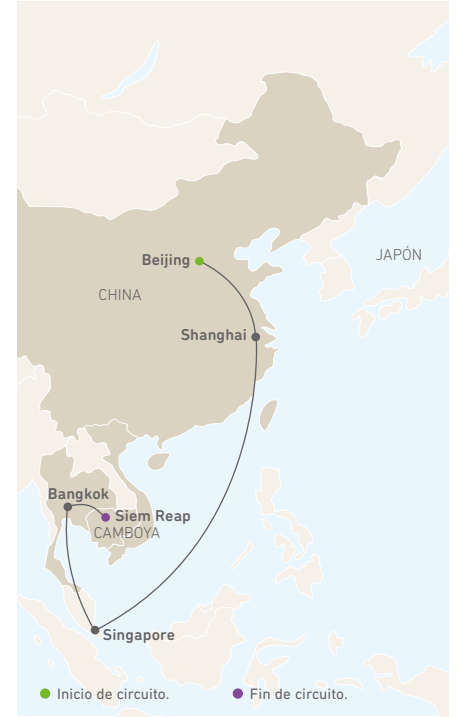 Beijing
JAPÓN
CHINA
Shanghai
Bangkok
Siem Reap
CAMBOYA
Singapore
Inicio de circuito.
Fin de circuito.